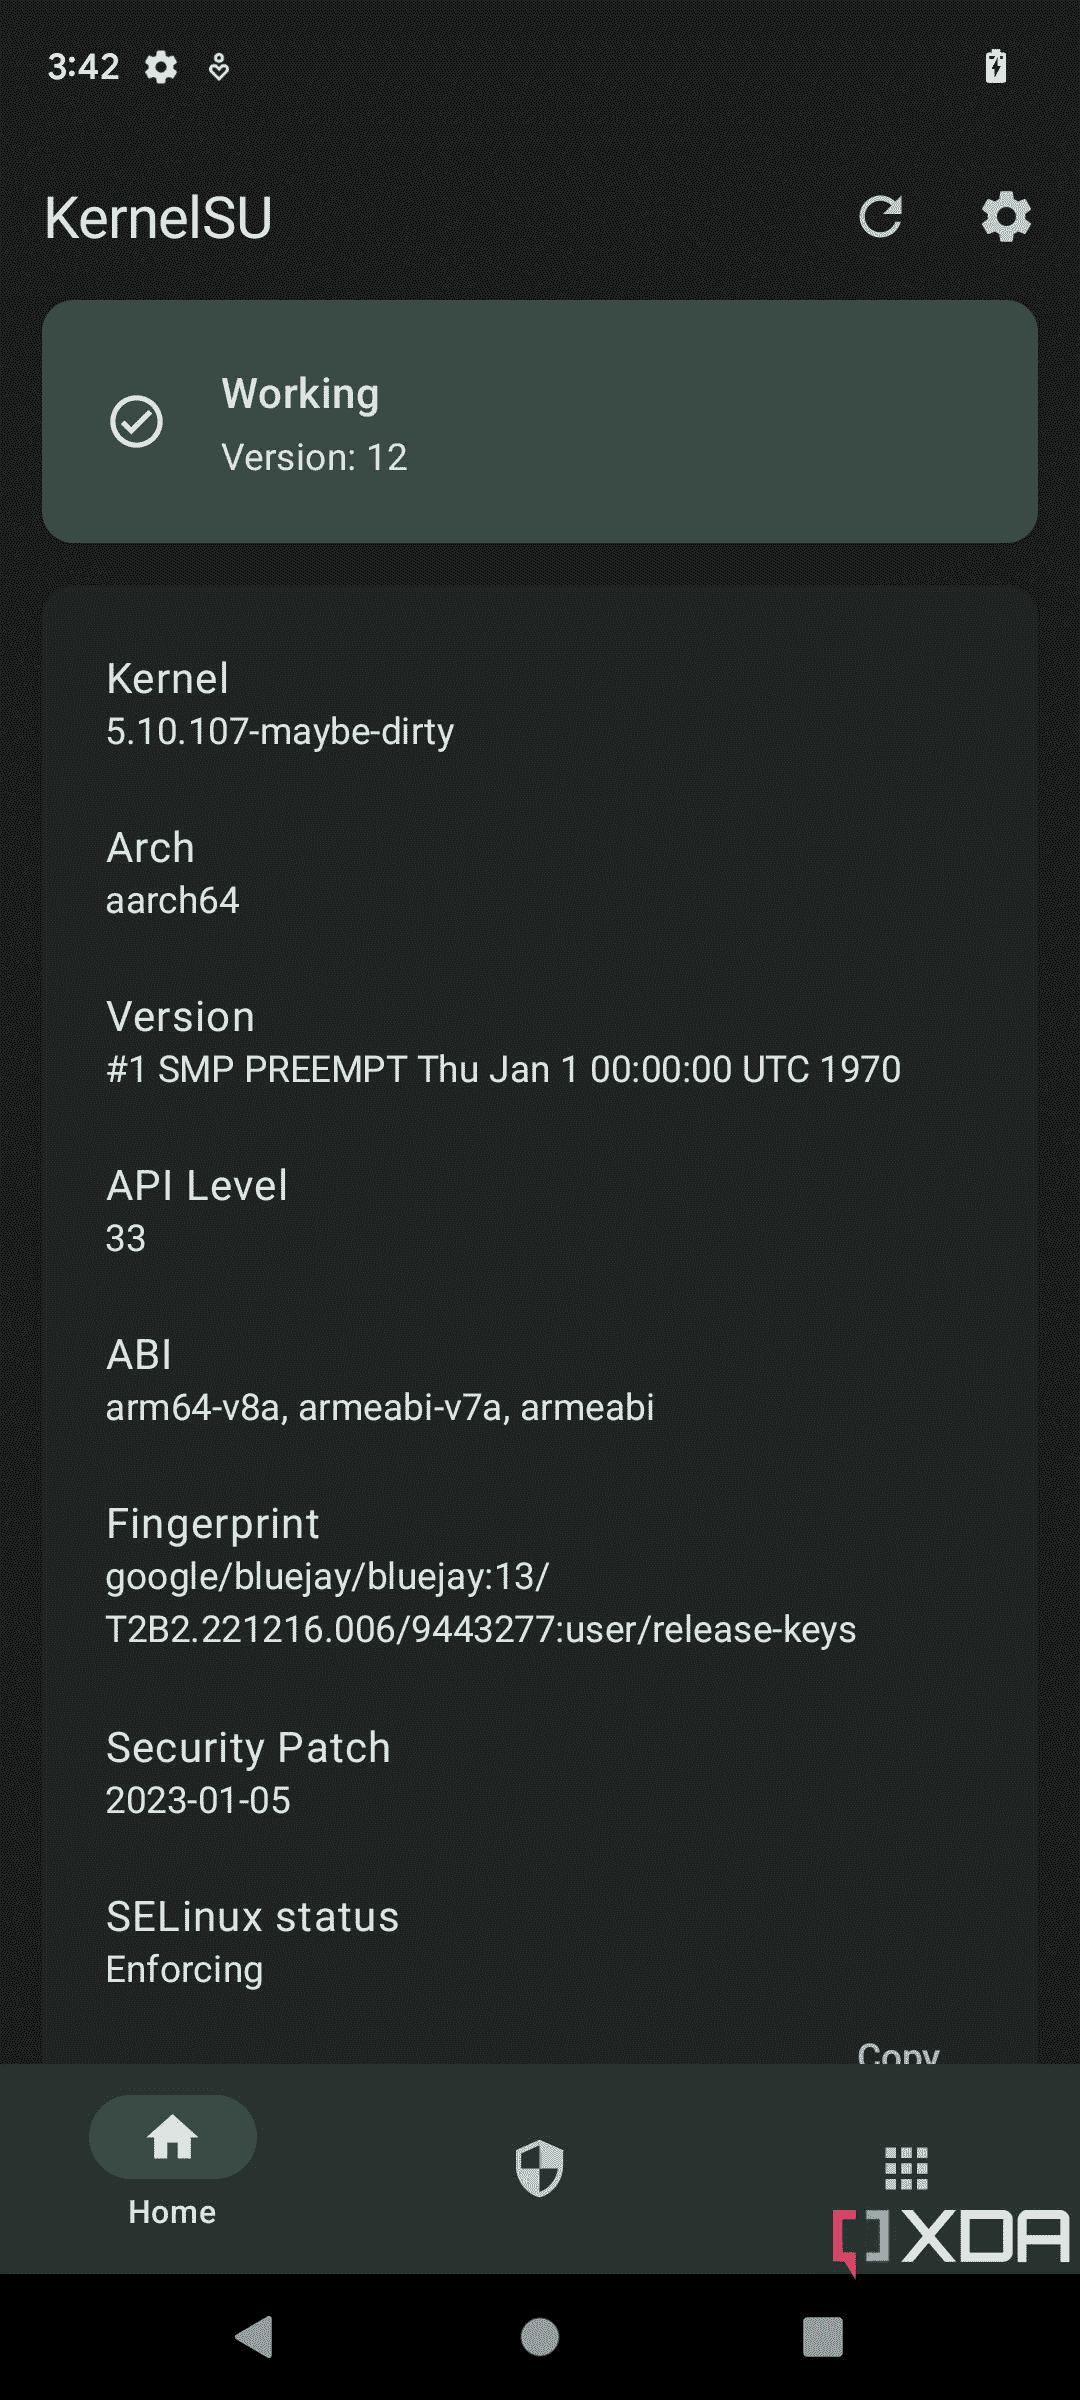 3:42
KernelSU
Working
Version: 12
Kernel
5.10.107-maybe-dirty
Arch
aarch64
Version
#1 SMP PREEMPT Thu Jan 1 00:00:00 UTC 1970
API Level
33
ABI
arm64-v8a, armeabi-v7a, armeabi
Fingerprint
google/bluejay/bluejay:13/
T2B2.221216.006/9443277:user/release-keys
Security Patch
2023-01-05
SELinux status
Enforcing
Copy
Home
XDA